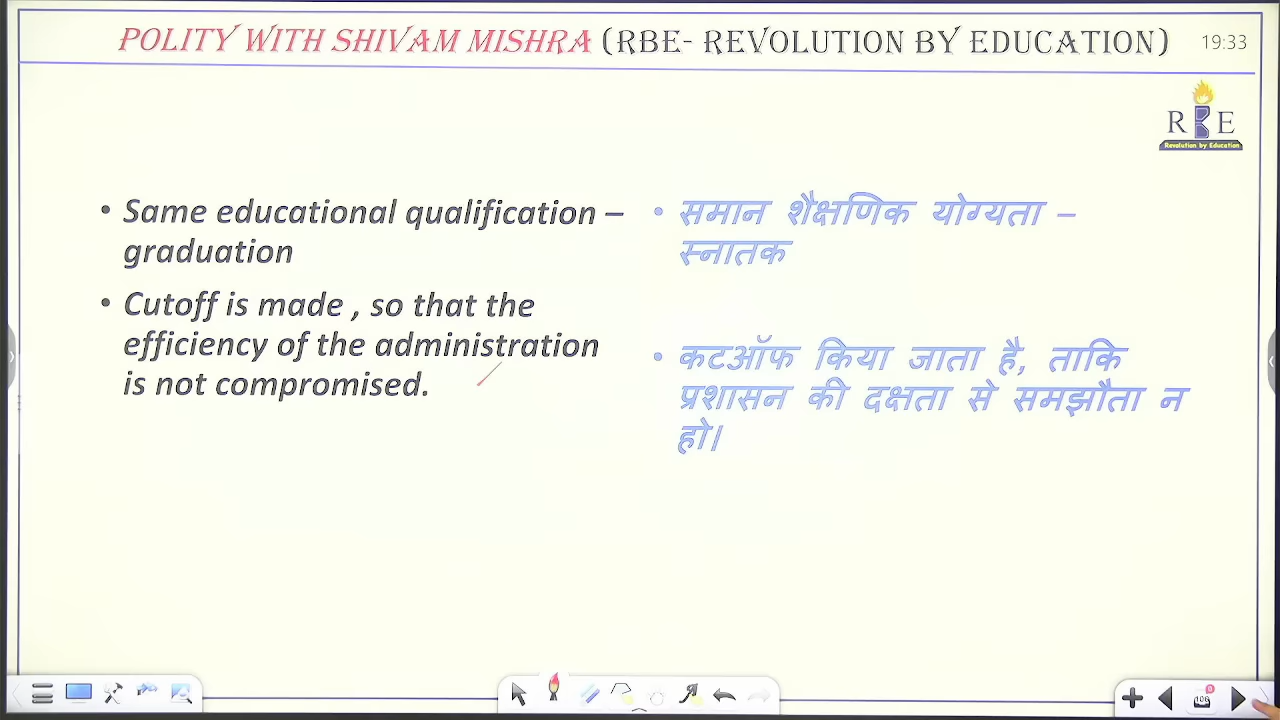 POLITY WITH SHIVAM MISHRA (RBE- REVOLUTION BY EDUCATION)
19:33
R B E
Revolution by Education
• Same educational qualification –
graduation
• Cutoff is made , so that the
efficiency of the administration
is not compromised.
• समान शैक्षणिक योग्यता –
स्नातक
• कटऑफ किया जाता है, ताकि
प्रशासन की दक्षता से समझौता न
हो।